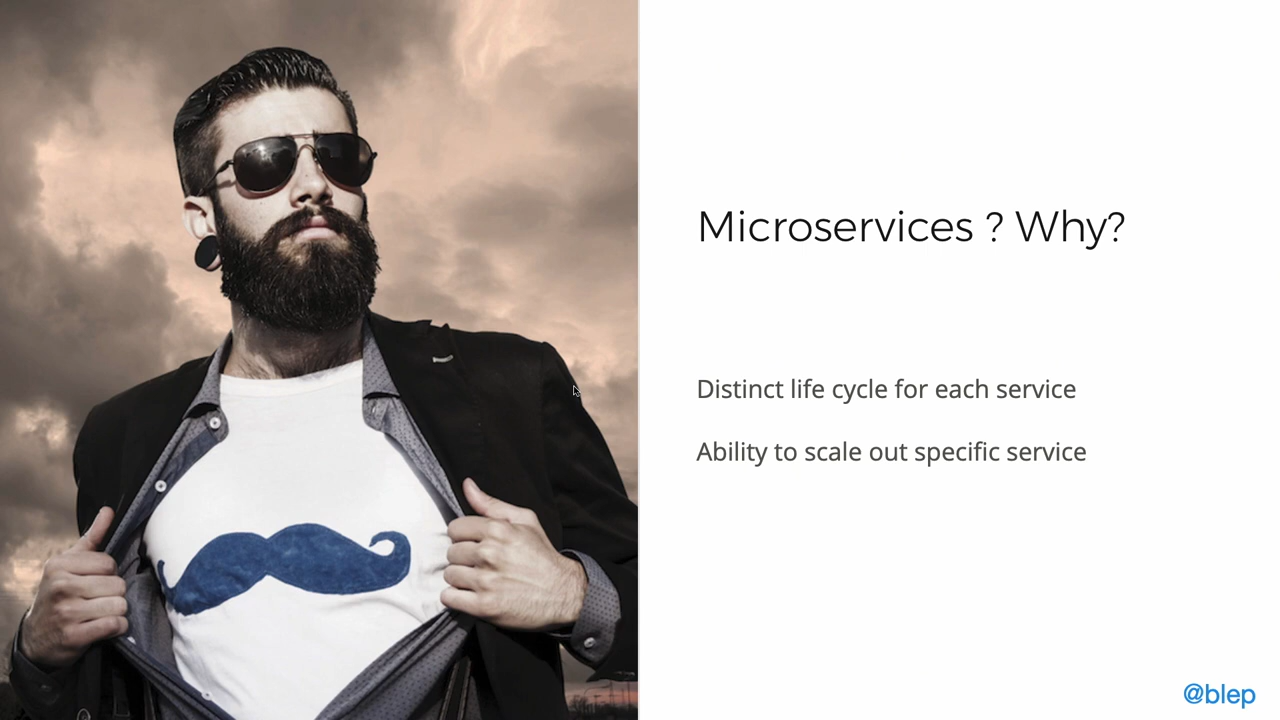 Microservices ? Why?
Distinct life cycle for each service
Ability to scale out specific service
@blep